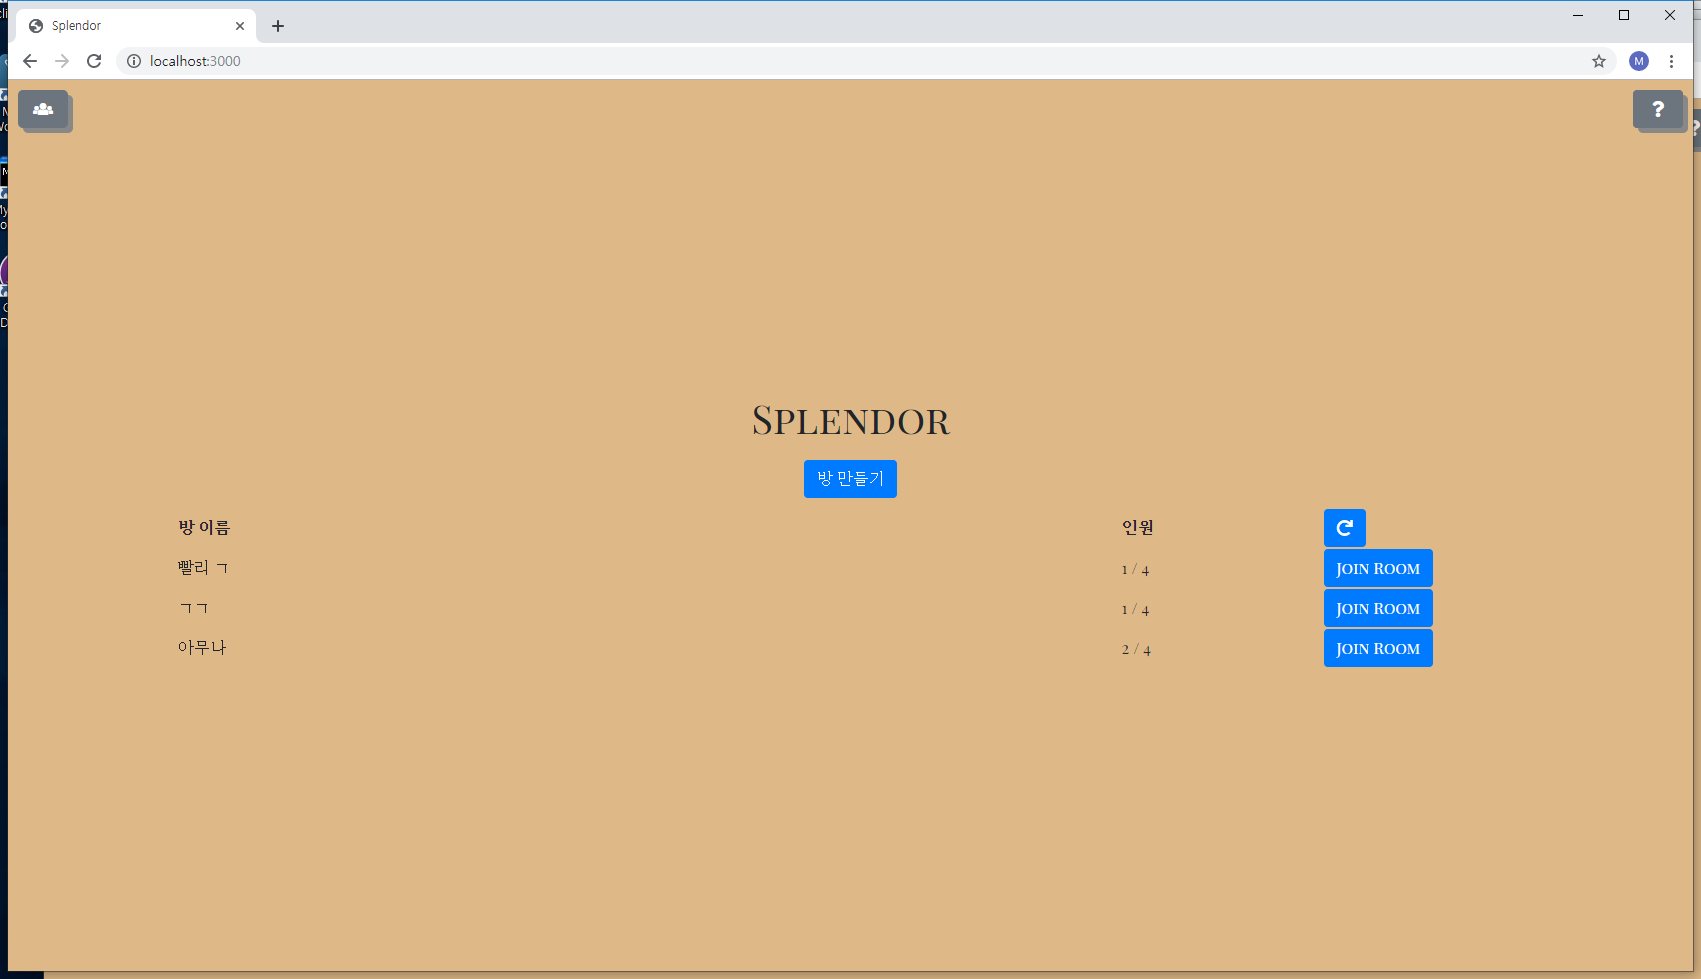 Splendor
localhost:3000
M
?
Splendor
방 만들기
방 이름 인원
빨리 ㄱ 1 / 4 Join Room
ㄱㄱ 1 / 4 Join Room
아무나 2 / 4 Join Room